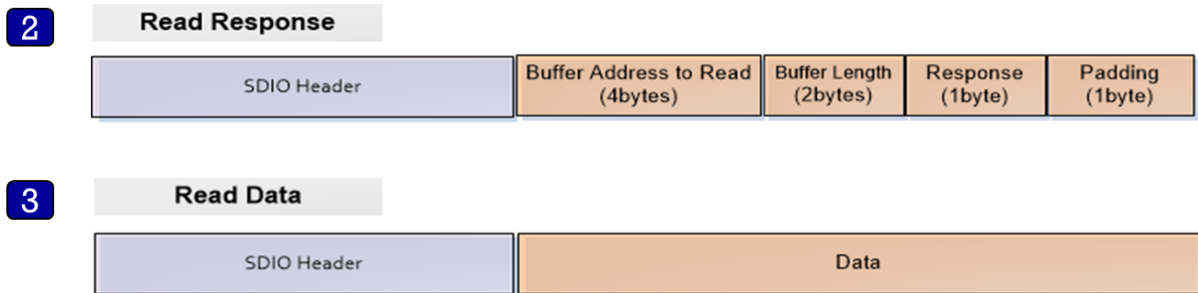 2
Read Response
SDIO Header
Buffer Address to Read
(4bytes)
Buffer Length
(2bytes)
Response
(1byte)
Padding
(1byte)
3
Read Data
SDIO Header
Data